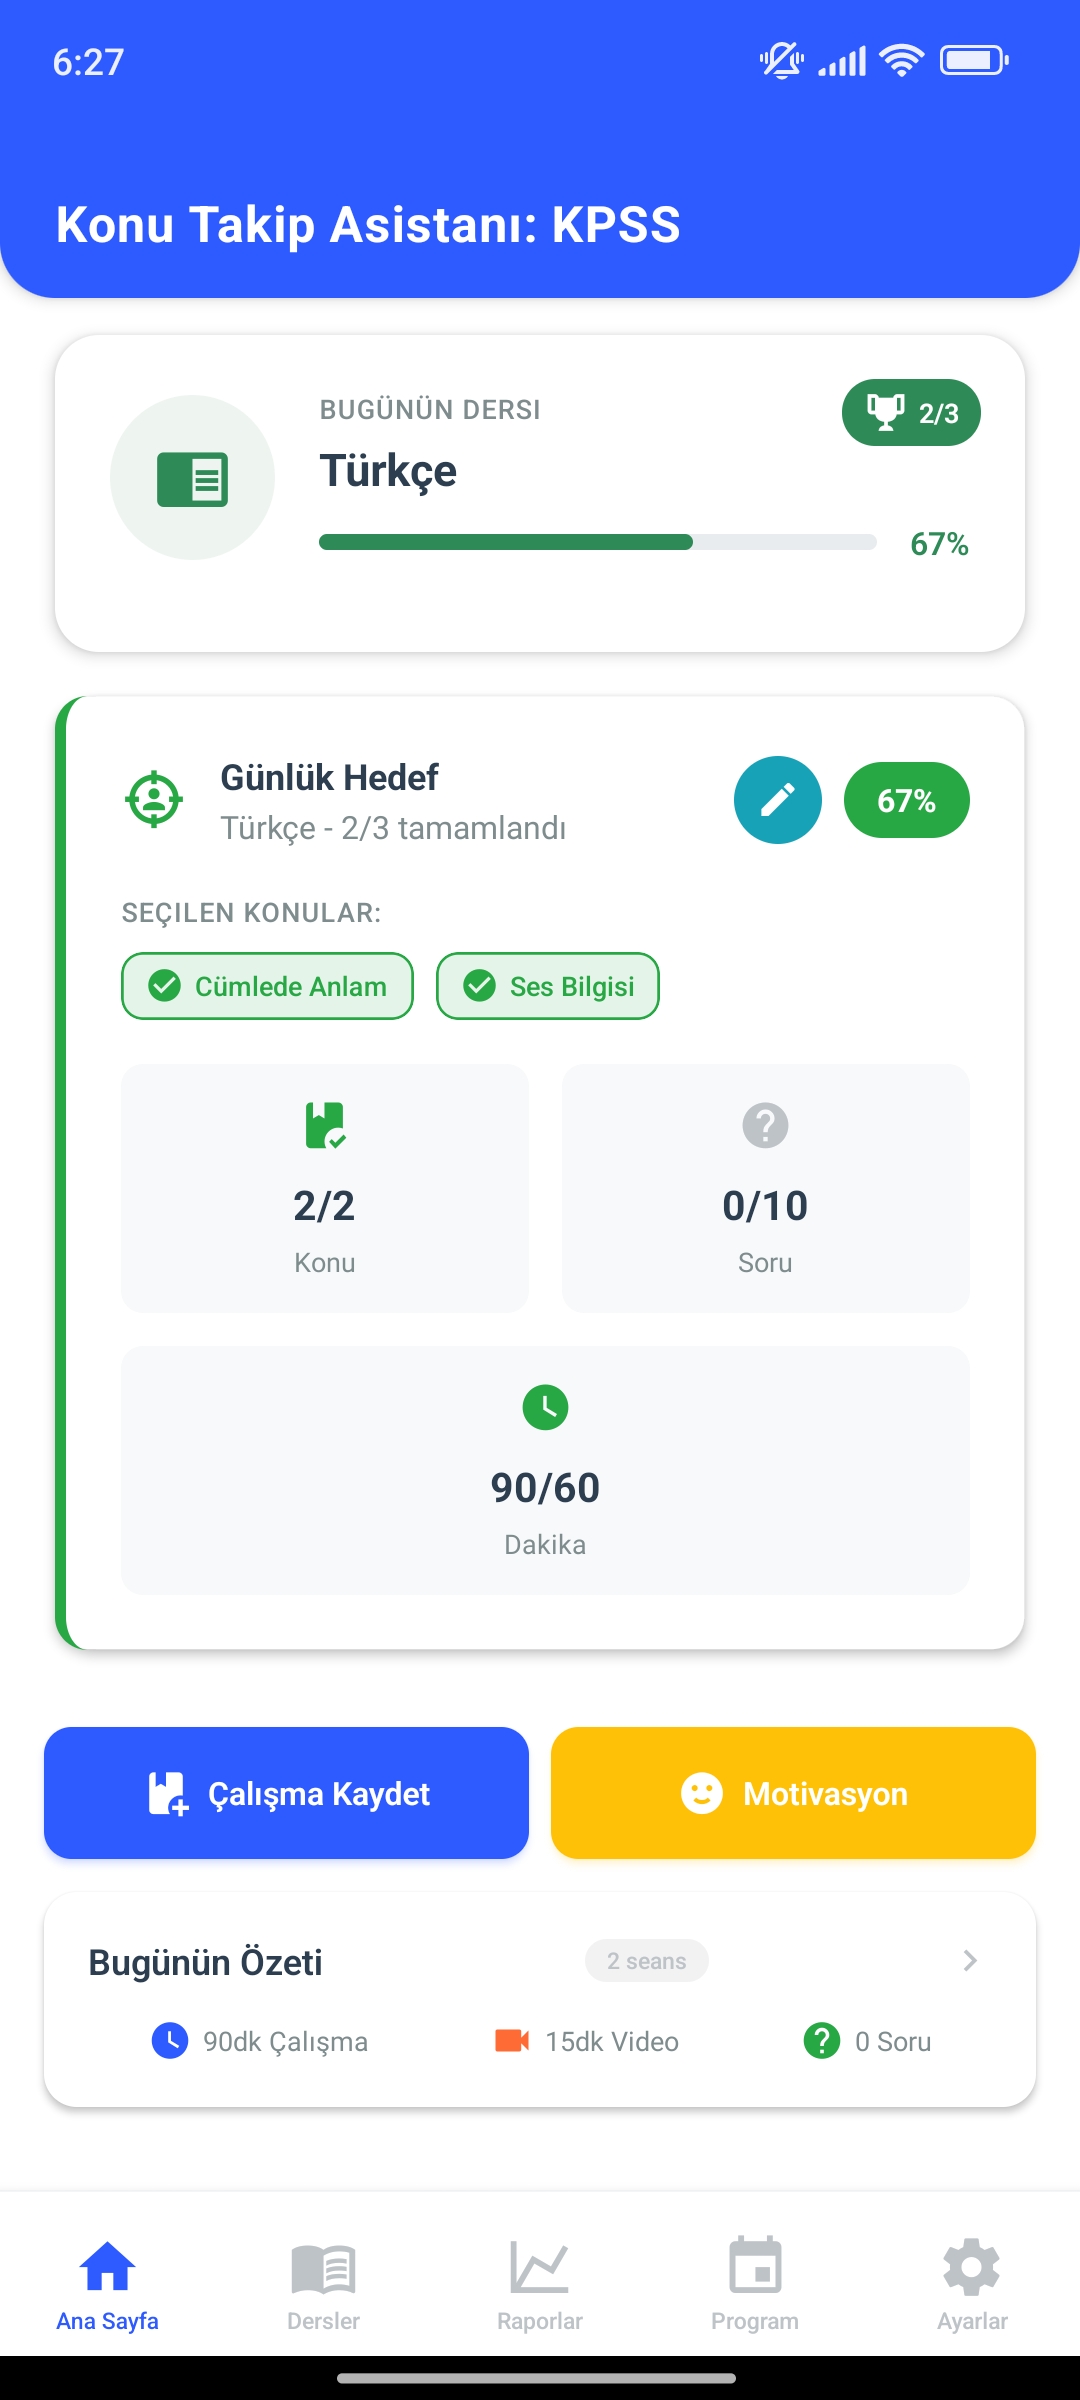 6:27
Konu Takip Asistanı: KPSS
BUGÜNÜN DERSI
2/3
Türkçe
67%
Günlük Hedef
Türkçe - 2/3 tamamlandı
67%
SEÇILEN KONULAR:
Cümlede Anlam
Ses Bilgisi
2/2
Konu
0/10
Soru
90/60
Dakika
Çalışma Kaydet
Motivasyon
Bugünün Özeti
2 seans
90dk Çalışma
15dk Video
0 Soru
Ana Sayfa
Dersler
Raporlar
Program
Ayarlar